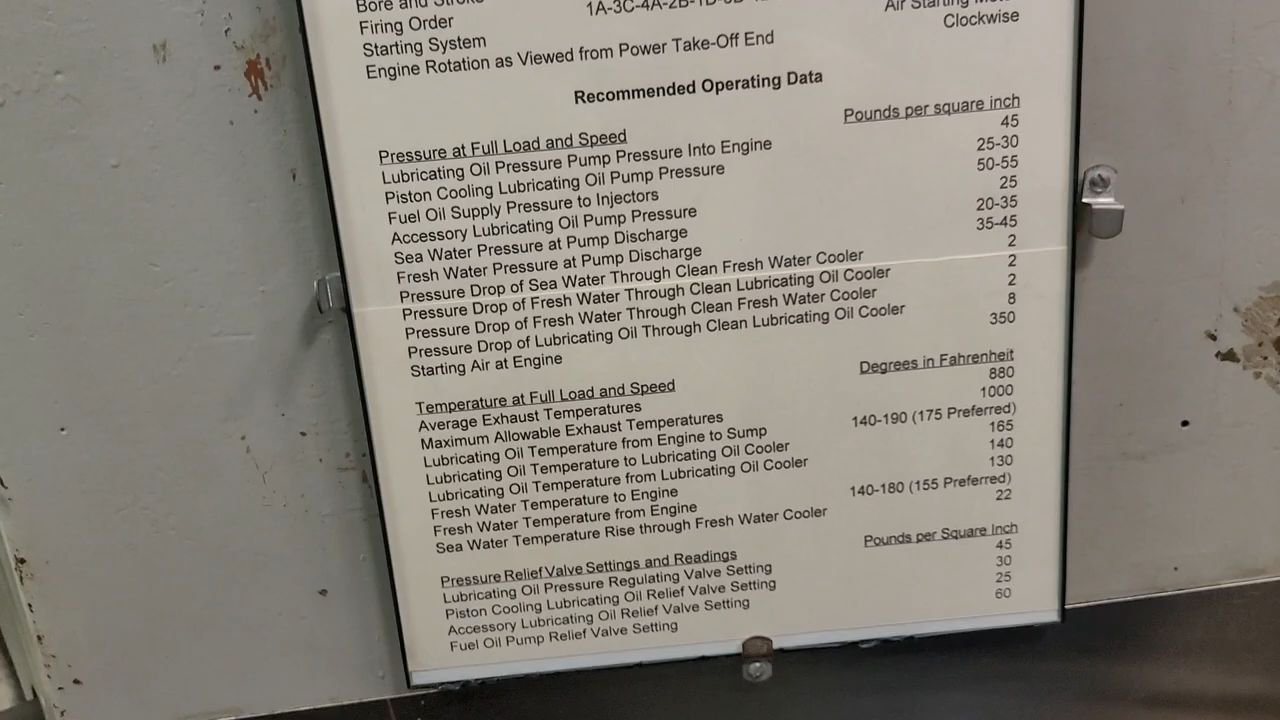 Bore and Stroke
Firing Order 1A-3C-4A-2B-1D-
Starting System Air Starting
Engine Rotation as Viewed from Power Take-Off End Clockwise
Recommended Operating Data
Pressure at Full Load and Speed Pounds per square inch
Lubricating Oil Pressure Pump Pressure Into Engine 45
Piston Cooling Lubricating Oil Pump Pressure 25-30
Fuel Oil Supply Pressure to Injectors 50-55
Accessory Lubricating Oil Pump Pressure 25
Sea Water Pressure at Pump Discharge 20-35
Fresh Water Pressure at Pump Discharge 35-45
Pressure Drop of Sea Water Through Clean Fresh Water Cooler 2
Pressure Drop of Fresh Water Through Clean Lubricating Oil Cooler 2
Pressure Drop of Fresh Water Through Clean Fresh Water Cooler 2
Pressure Drop of Lubricating Oil Through Clean Lubricating Oil Cooler 8
Starting Air at Engine 350
Temperature at Full Load and Speed Degrees in Fahrenheit
Average Exhaust Temperatures 880
Maximum Allowable Exhaust Temperatures 1000
Lubricating Oil Temperature from Engine to Sump 140-190 (175 Preferred)
Lubricating Oil Temperature to Lubricating Oil Cooler 165
Lubricating Oil Temperature from Lubricating Oil Cooler 140
Fresh Water Temperature to Engine 130
Fresh Water Temperature from Engine 140-180 (155 Preferred)
Sea Water Temperature Rise through Fresh Water Cooler 22
Pressure Relief Valve Settings and Readings Pounds per Square Inch
Lubricating Oil Pressure Regulating Valve Setting 45
Piston Cooling Lubricating Oil Relief Valve Setting 30
Accessory Lubricating Oil Relief Valve Setting 25
Fuel Oil Pump Relief Valve Setting 60